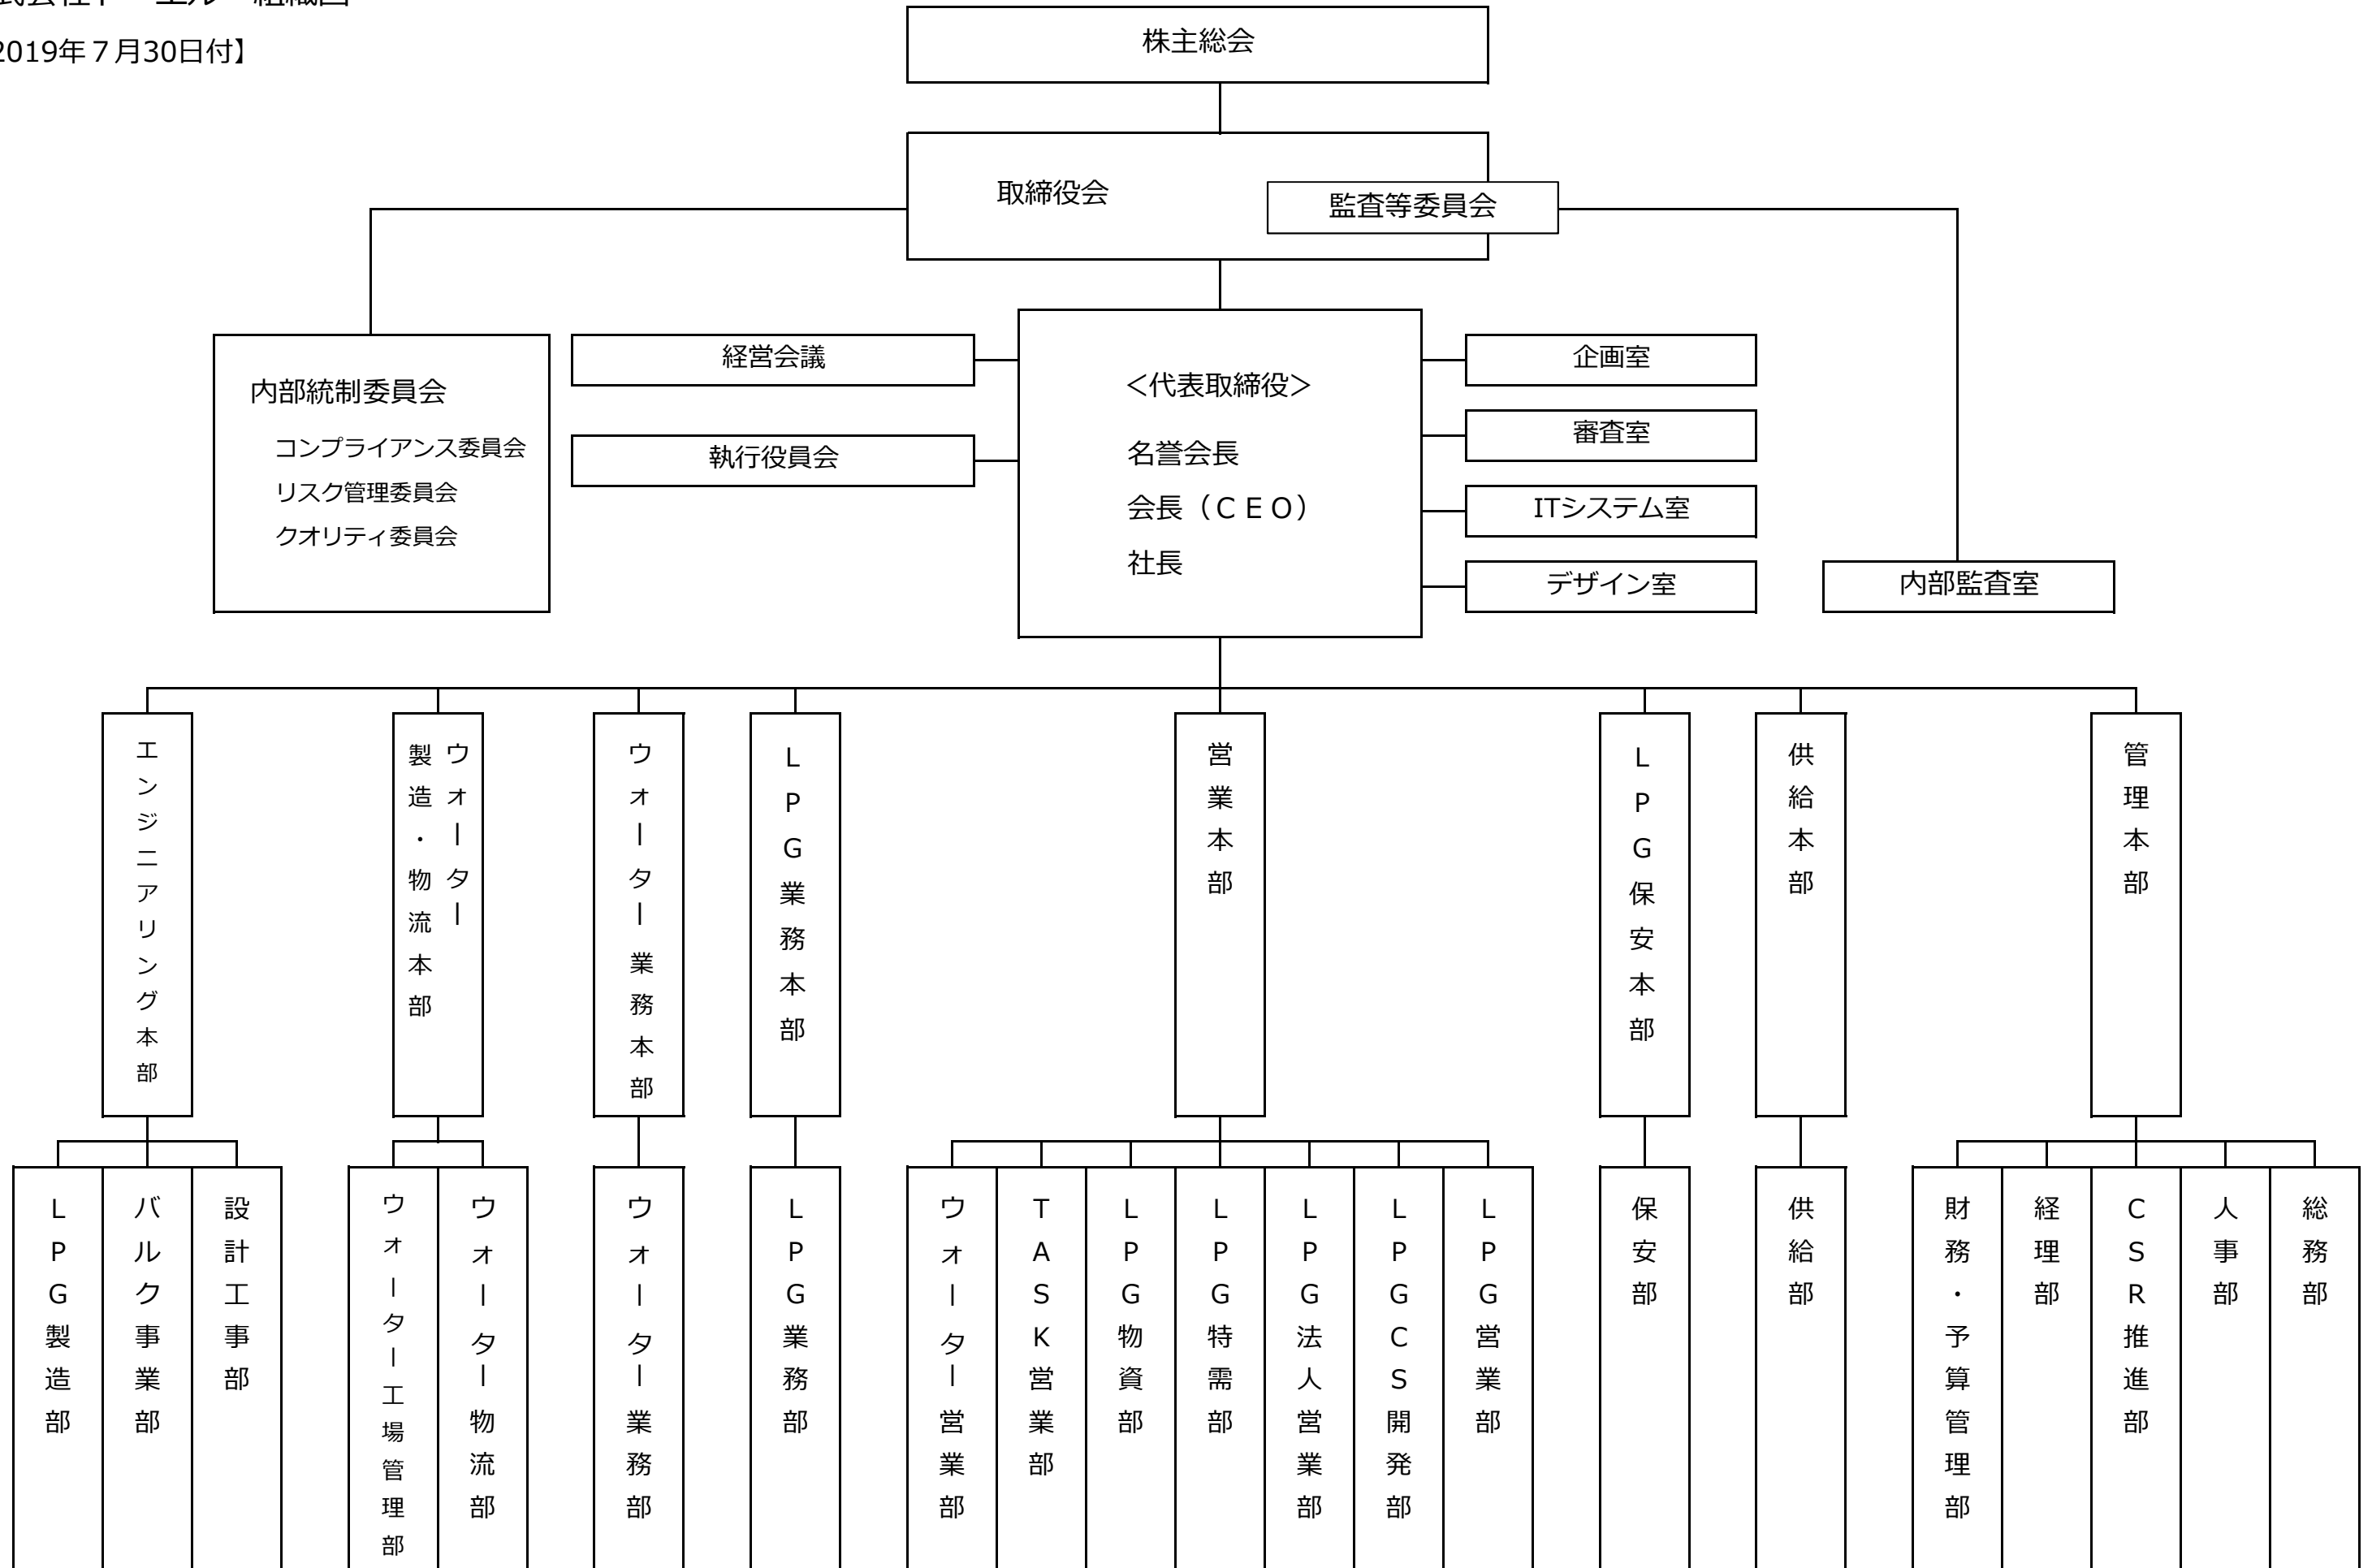 式会社トーエル 組織図
2019年７月30日付】
株主総会
取締役会
監査等委員会
内部統制委員会
コンプライアンス委員会
リスク管理委員会
クオリティ委員会
経営会議
執行役員会
＜代表取締役＞
名誉会長
会長（ＣＥＯ）
社長
企画室
審査室
ITシステム室
デザイン室
内部監査室
エンジニアリング本部
ウォーター
製造・物流本部
ウォーター業務本部
ＬＰＧ業務本部
営業本部
ＬＰＧ保安本部
供給本部
管理本部
ＬＰＧ製造部
バルク事業部
設計工事部
ウォーター工場管理部
ウォーター物流部
ウォーター業務部
ＬＰＧ業務部
ウォーター営業部
ＴＡＳＫ営業部
ＬＰＧ物資部
ＬＰＧ特需部
ＬＰＧ法人営業部
ＬＰＧＣＳ開発部
ＬＰＧ営業部
保安部
供給部
財務・予算管理部
経理部
ＣＳＲ推進部
人事部
総務部